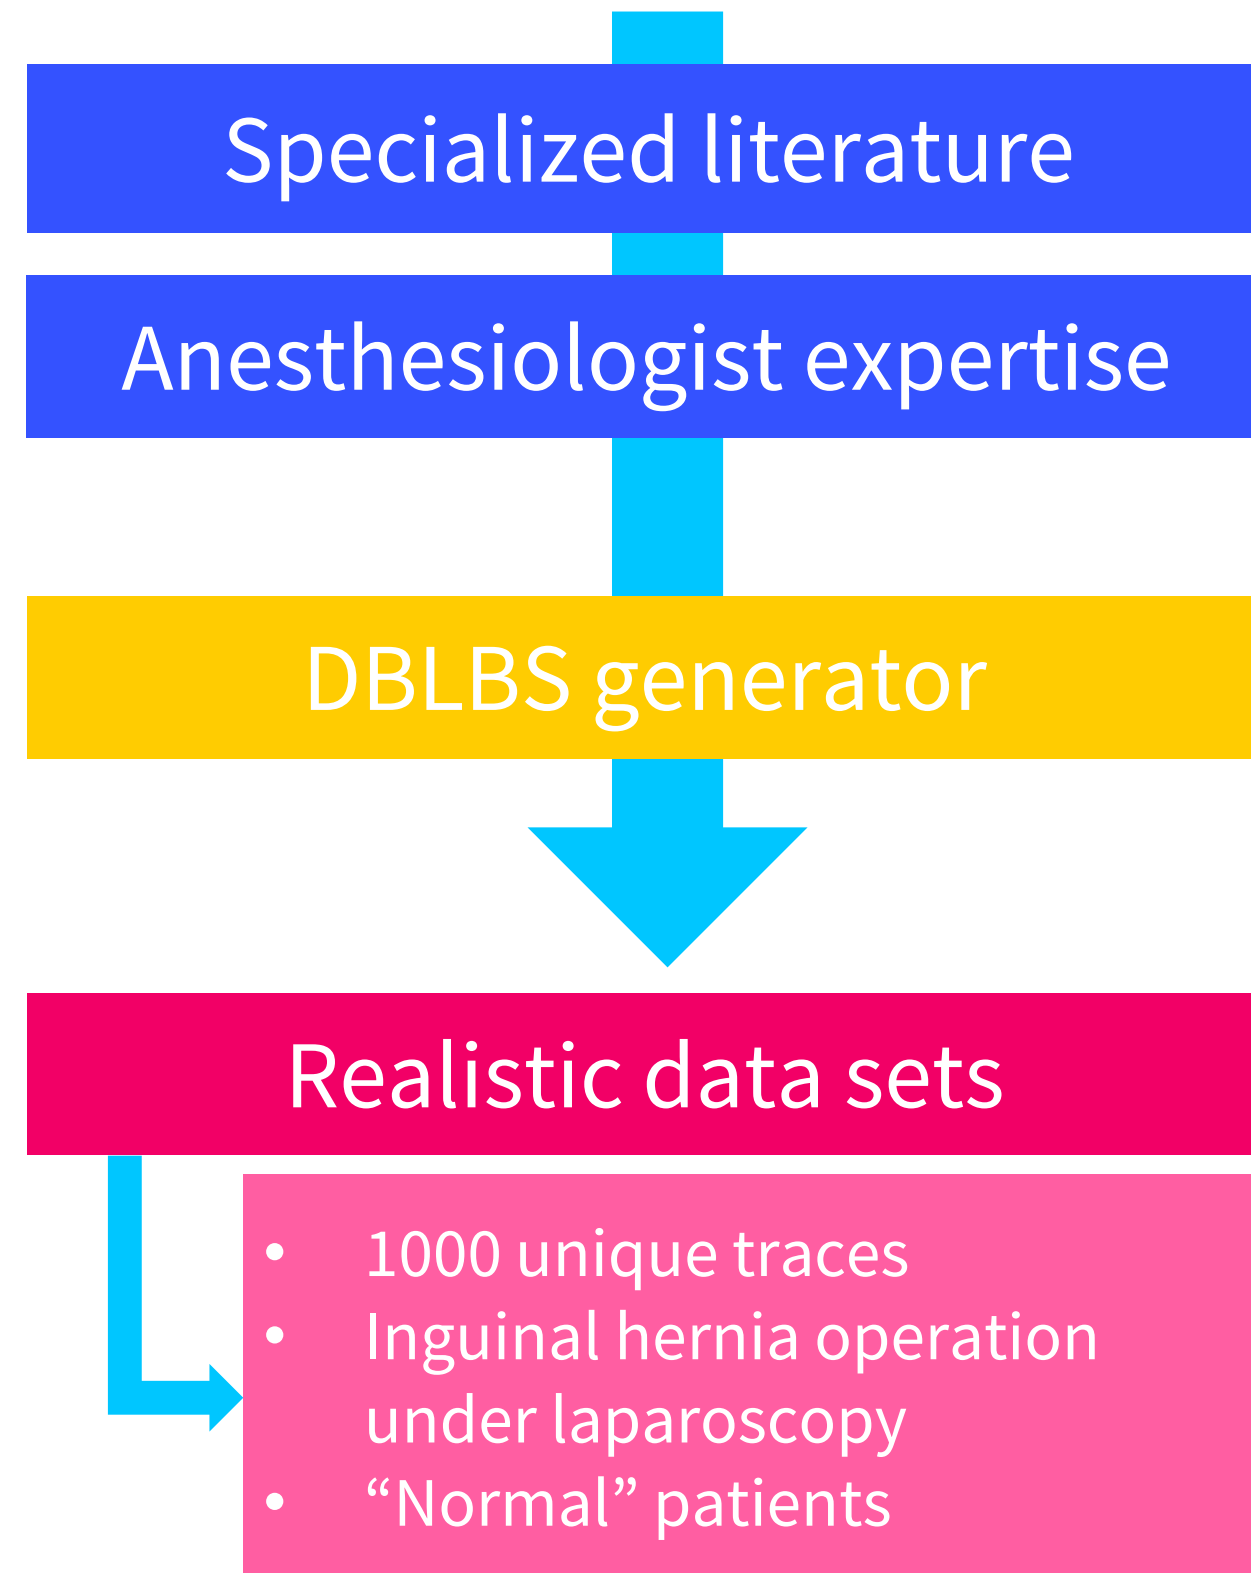 Specialized literature
Anesthesiologist expertise
DBLBS generator
Realistic data sets
• 1000 unique traces
• Inguinal hernia operation
under laparoscopy
• “Normal” patients